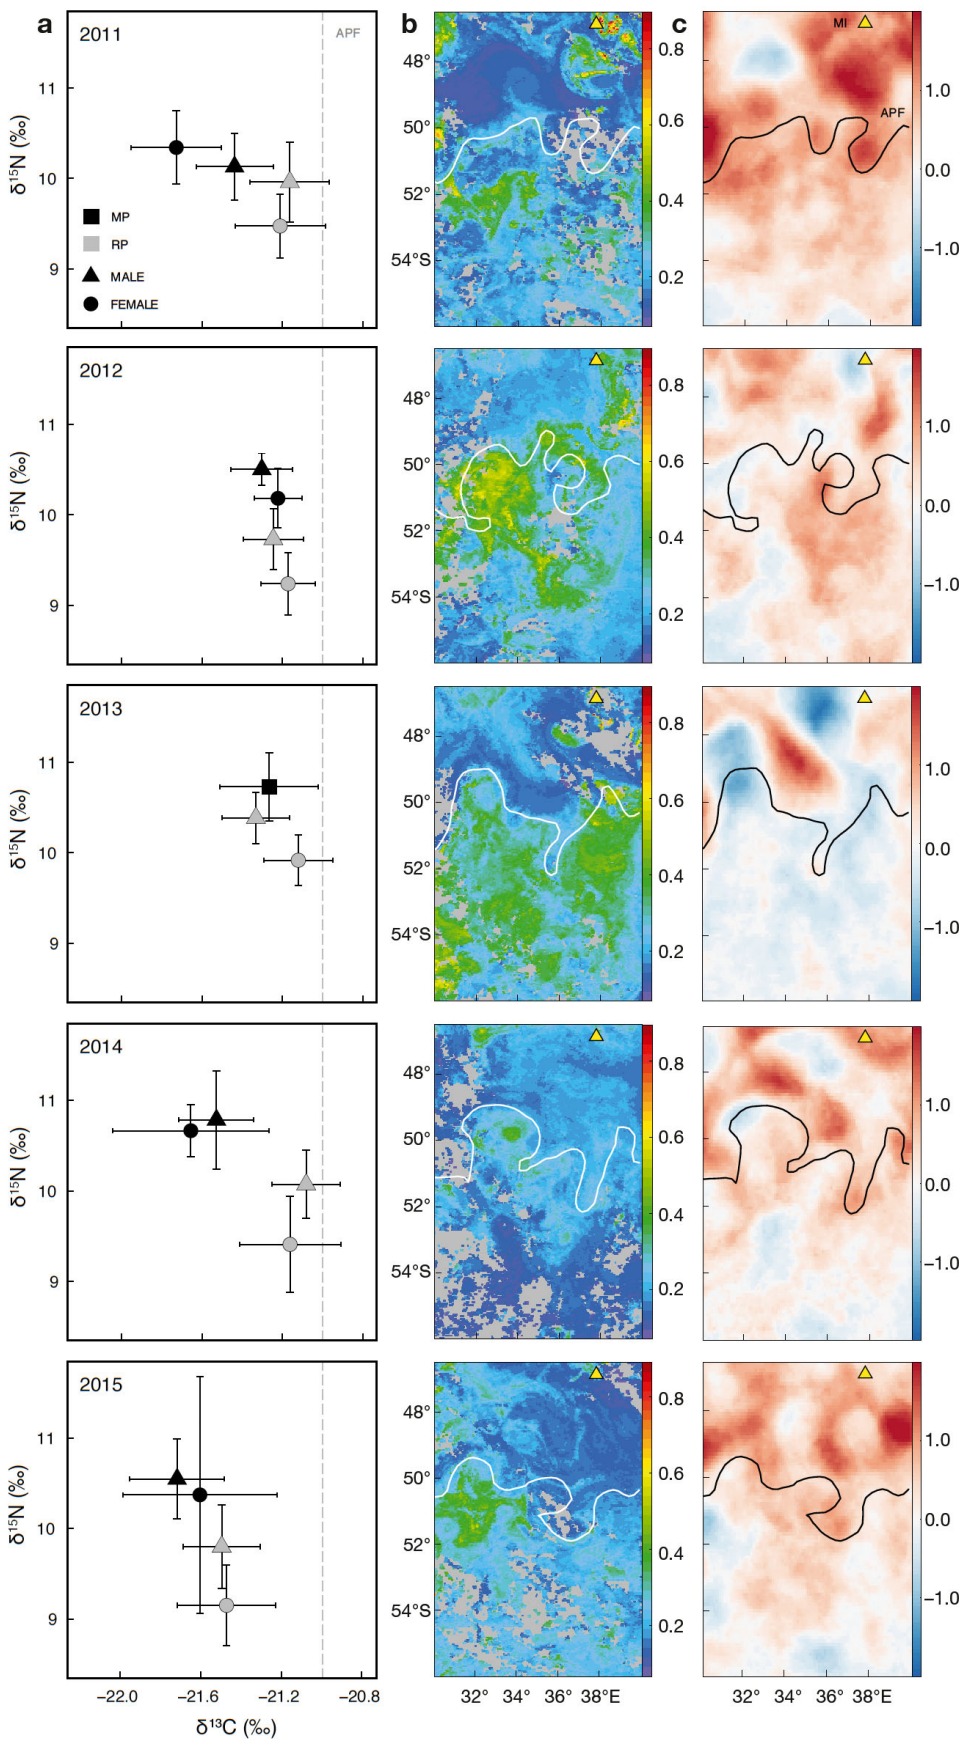 a
b
c
2011
APF
11
10
9
δ¹⁵N (‰)
MP
RP
MALE
FEMALE
48°
50°
52°
54°S
0.8
0.6
0.4
0.2
MI
APF
1.0
0.0
−1.0
2012
11
10
9
δ¹⁵N (‰)
48°
50°
52°
54°S
0.8
0.6
0.4
0.2
1.0
0.0
−1.0
2013
11
10
9
δ¹⁵N (‰)
48°
50°
52°
54°S
0.8
0.6
0.4
0.2
1.0
0.0
−1.0
2014
11
10
9
δ¹⁵N (‰)
48°
50°
52°
54°S
0.8
0.6
0.4
0.2
1.0
0.0
−1.0
2015
11
10
9
δ¹⁵N (‰)
48°
50°
52°
54°S
0.8
0.6
0.4
0.2
1.0
0.0
−1.0
−22.0 −21.6 −21.2 −20.8
δ¹³C (‰)
32° 34° 36° 38°E
32° 34° 36° 38°E